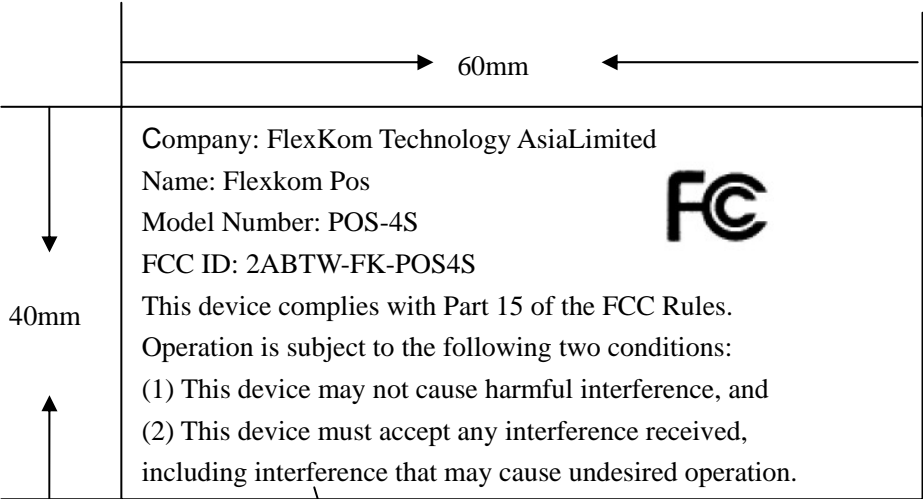 60mm
Company: FlexKom Technology AsiaLimited
Name: Flexkom Pos
FC
Model Number: POS-4S
FCC ID: 2ABTW-FK-POS4S
40mm
This device complies with Part 15 of the FCC Rules.
Operation is subject to the following two conditions:
(1) This device may not cause harmful interference, and
(2) This device must accept any interference received,
including interference that may cause undesired operation.